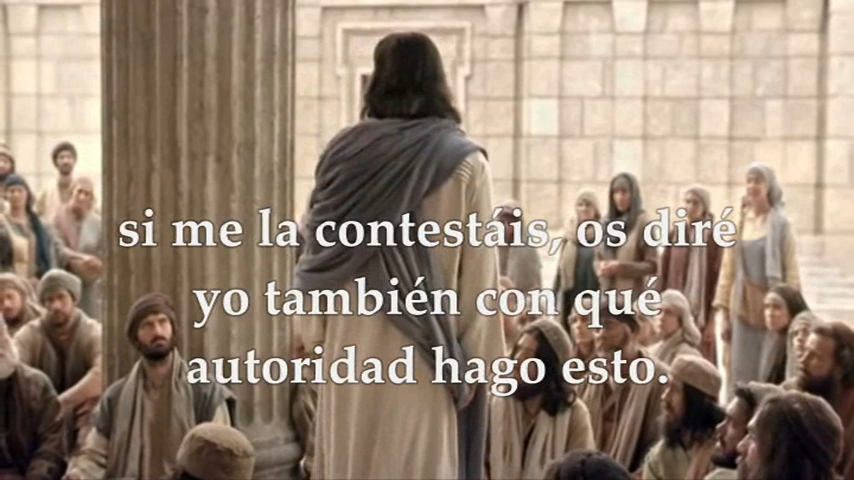 si me la contestáis, os diré
yo también con qué
autoridad hago esto.